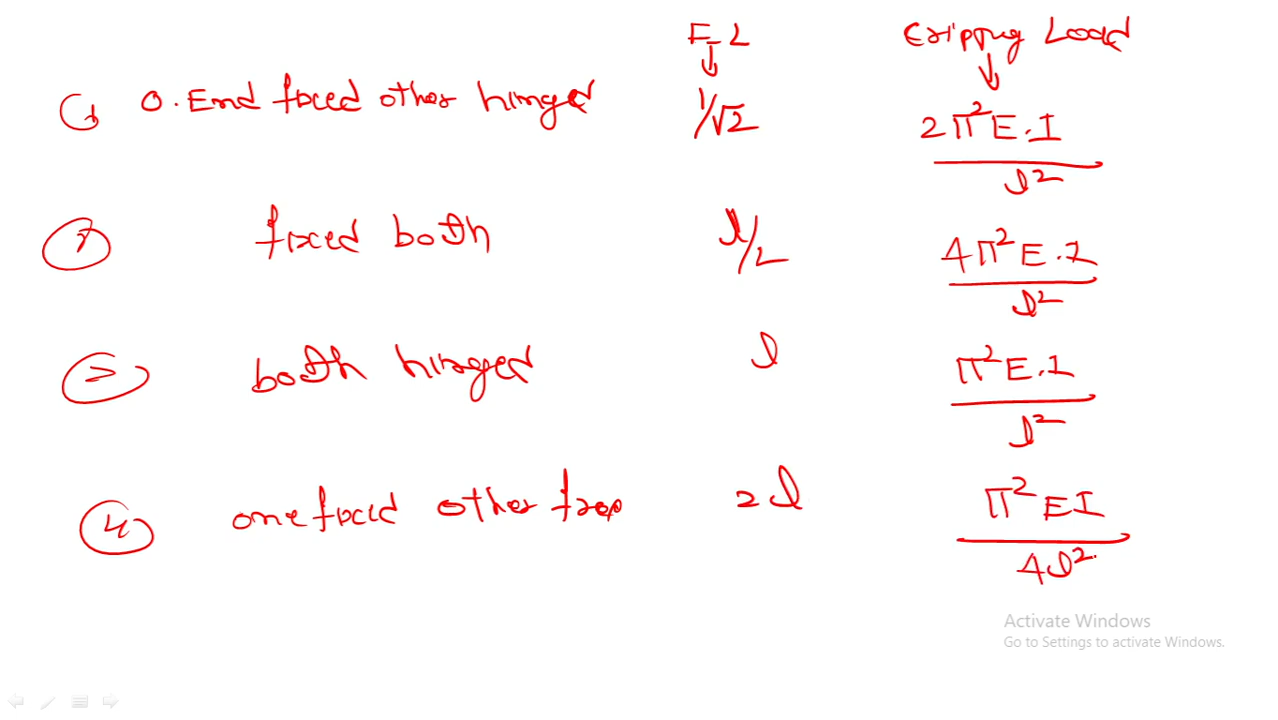 E.L Cripping Load
O. End fixed other hinged 1/√2 2π²E.I / l²
1 fixed both l/2 4π²E.I / l²
2 both hinged l π²E.I / l²
4 one fixed other free 2l π²EI / 4l²
Activate Windows
Go to Settings to activate Windows.